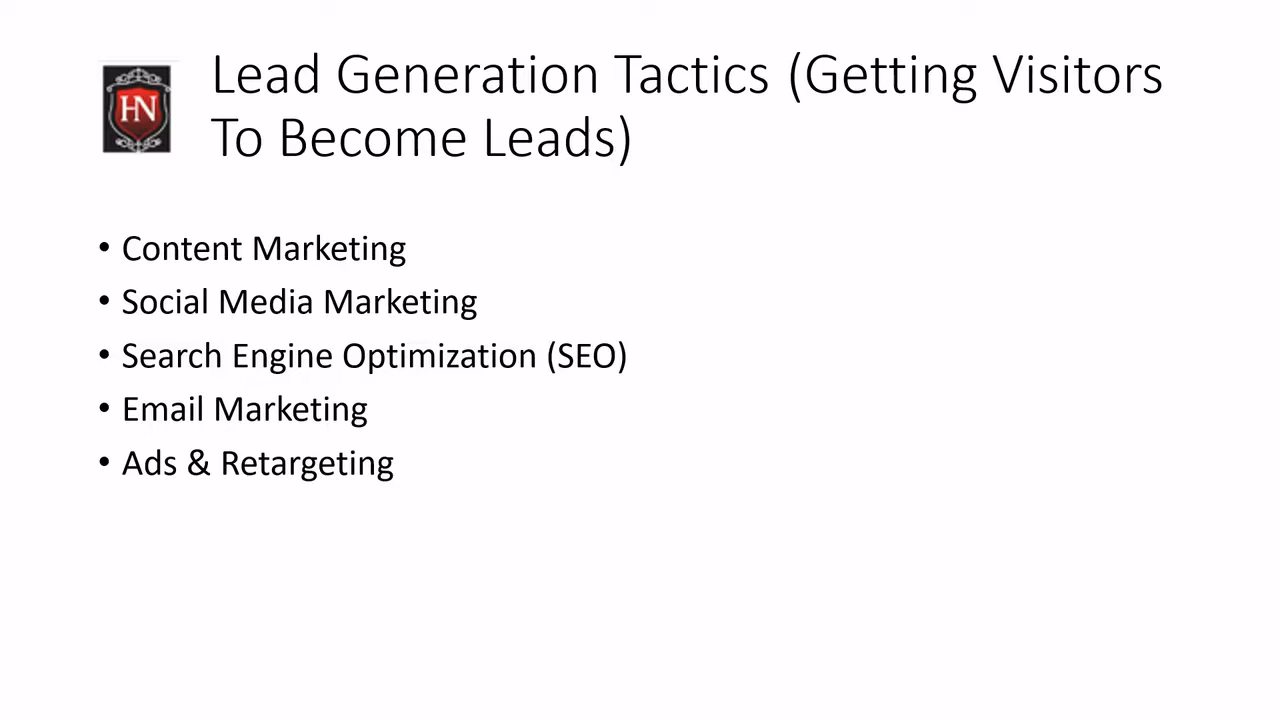 HN
Lead Generation Tactics (Getting Visitors
To Become Leads)
• Content Marketing
• Social Media Marketing
• Search Engine Optimization (SEO)
• Email Marketing
• Ads & Retargeting